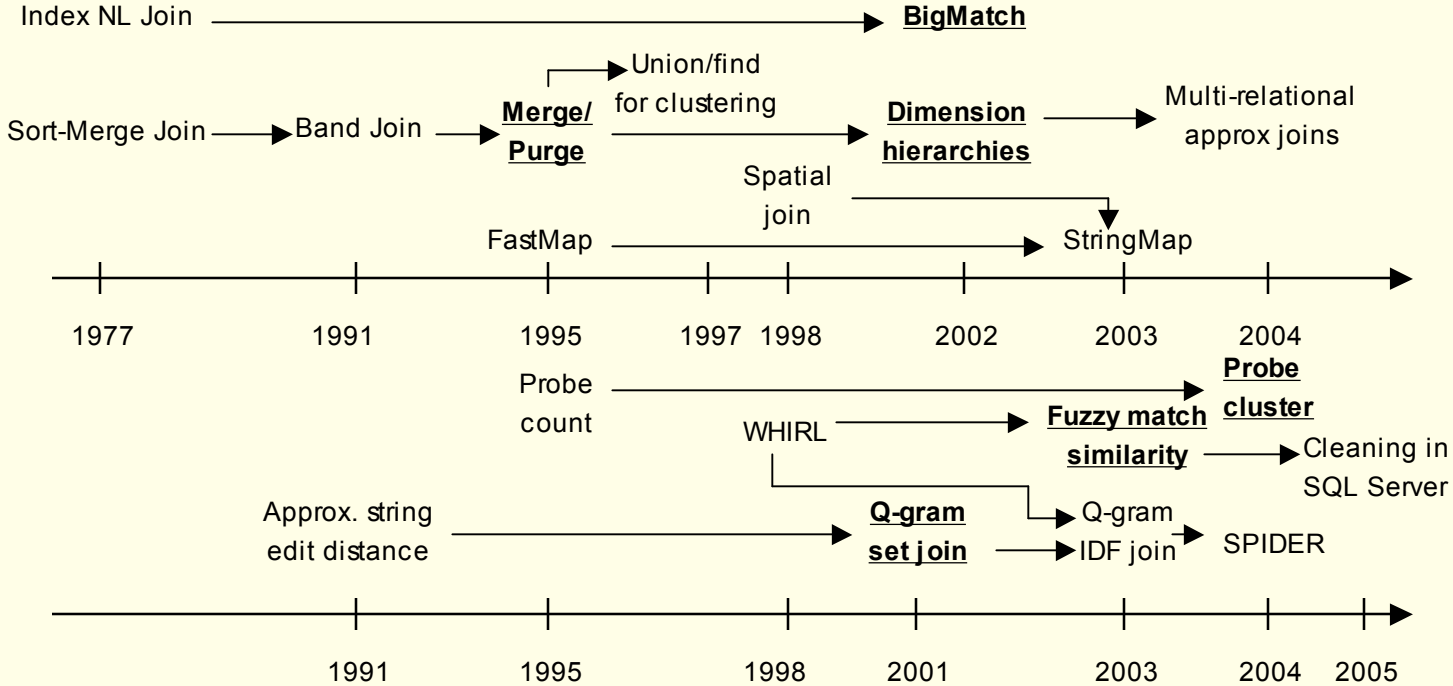 Index NL Join
BigMatch
Union/find
for clustering
Sort-Merge Join
Band Join
Merge/
Purge
Dimension
hierarchies
Multi-relational
approx joins
Spatial
join
FastMap
StringMap
1977 1991 1995 1997 1998 2002 2003 2004
Probe
count
Probe
cluster
WHIRL
Fuzzy match
similarity
Cleaning in
SQL Server
Approx. string
edit distance
Q-gram
set join
Q-gram
IDF join
SPIDER
1991 1995 1998 2001 2003 2004 2005